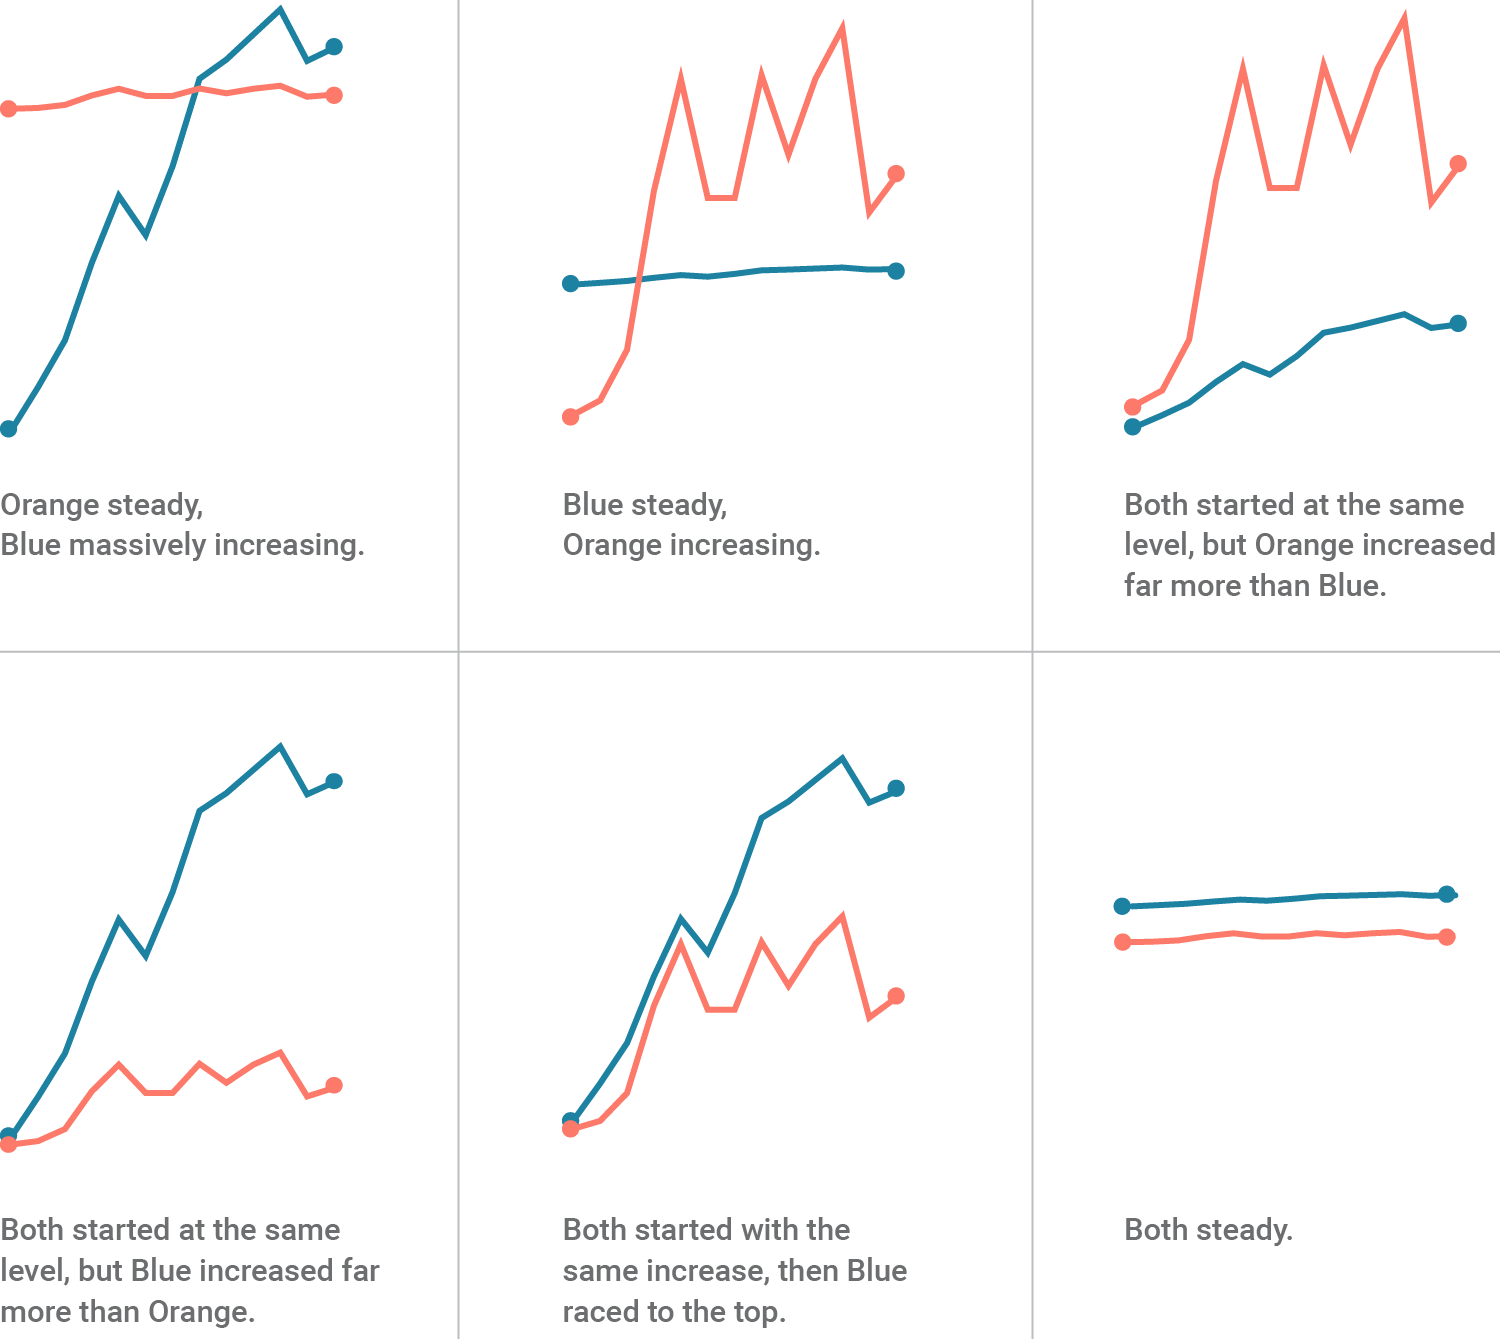 Orange steady,
Blue massively increasing.
Blue steady,
Orange increasing.
Both started at the same
level, but Orange increased
far more than Blue.
Both started at the same
level, but Blue increased far
more than Orange.
Both started with the
same increase, then Blue
raced to the top.
Both steady.